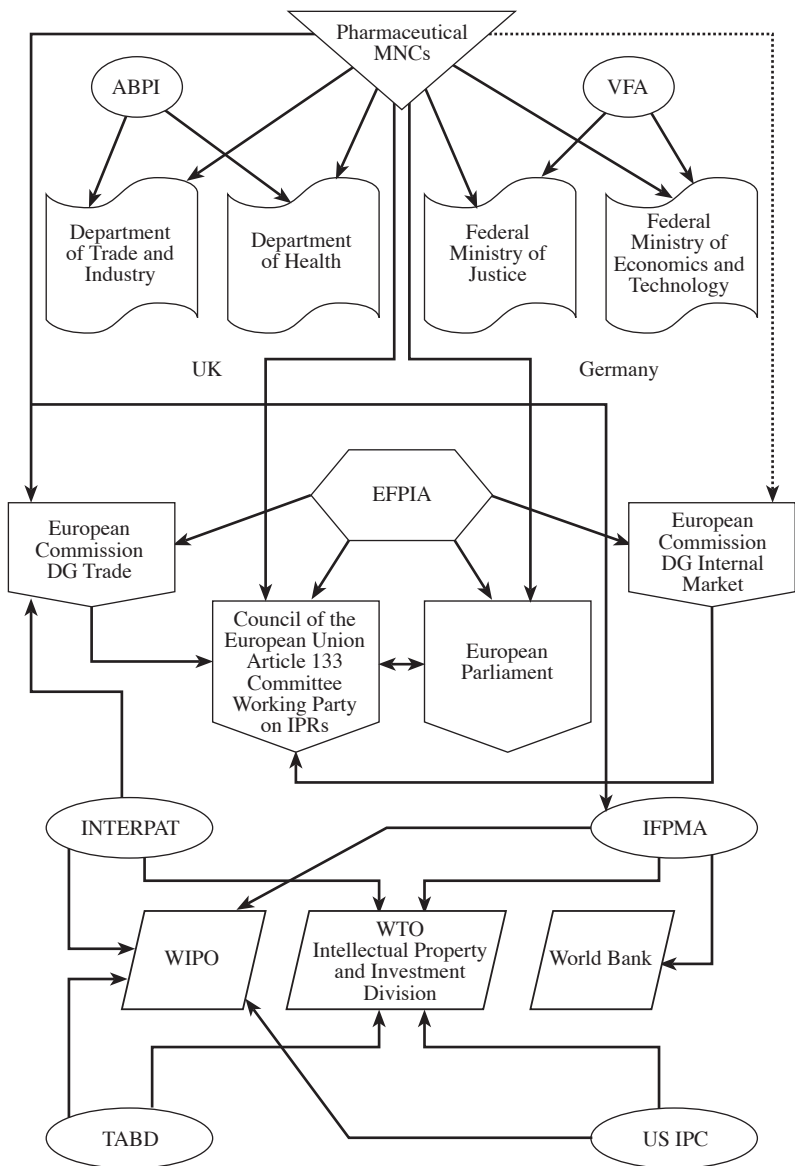 Pharmaceutical
MNCs
ABPI
VFA
Department
of Trade and
Industry
Department
of Health
Federal
Ministry of
Justice
Federal
Ministry of
Economics and
Technology
UK
Germany
EFPIA
European
Commission
DG Trade
European
Commission
DG Internal
Market
Council of the
European Union
Article 133
Committee
Working Party
on IPRs
European
Parliament
INTERPAT
IFPMA
WIPO
WTO
Intellectual Property
and Investment
Division
World Bank
TABD
US IPC